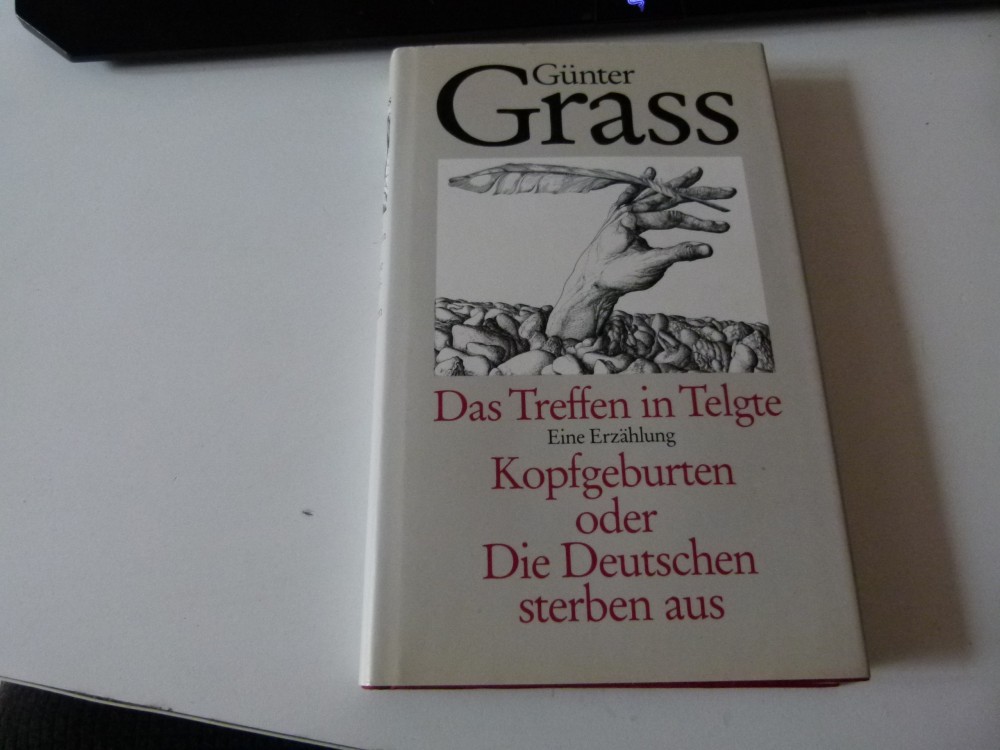 Günter
Grass
Das Treffen in Telgte
Eine Erzählung
Kopfgeburten
oder
Die Deutschen
sterben aus